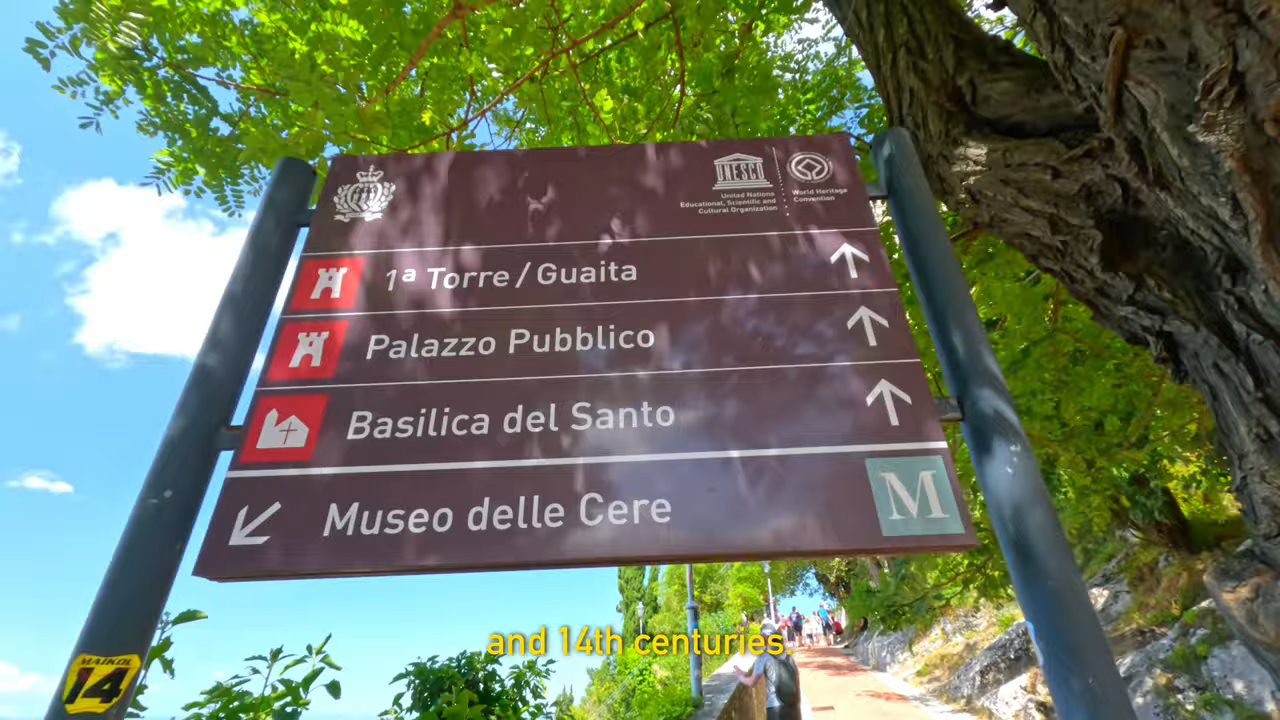 UNESCO
United Nations
Educational, Scientific and
Cultural Organization
World Heritage
Convention
1ª Torre/Guaita
Palazzo Pubblico
Basilica del Santo
Museo delle Cere
M
and 14th centuries.
MAIKOL
14